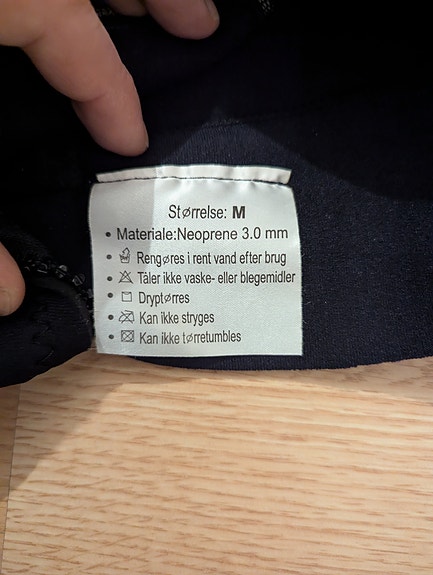 Størrelse: M
• Materiale:Neoprene 3.0 mm
• Rengøres i rent vand efter brug
• Tåler ikke vaske- eller blegemidler
• Dryptørres
• Kan ikke stryges
• Kan ikke tørretumbles